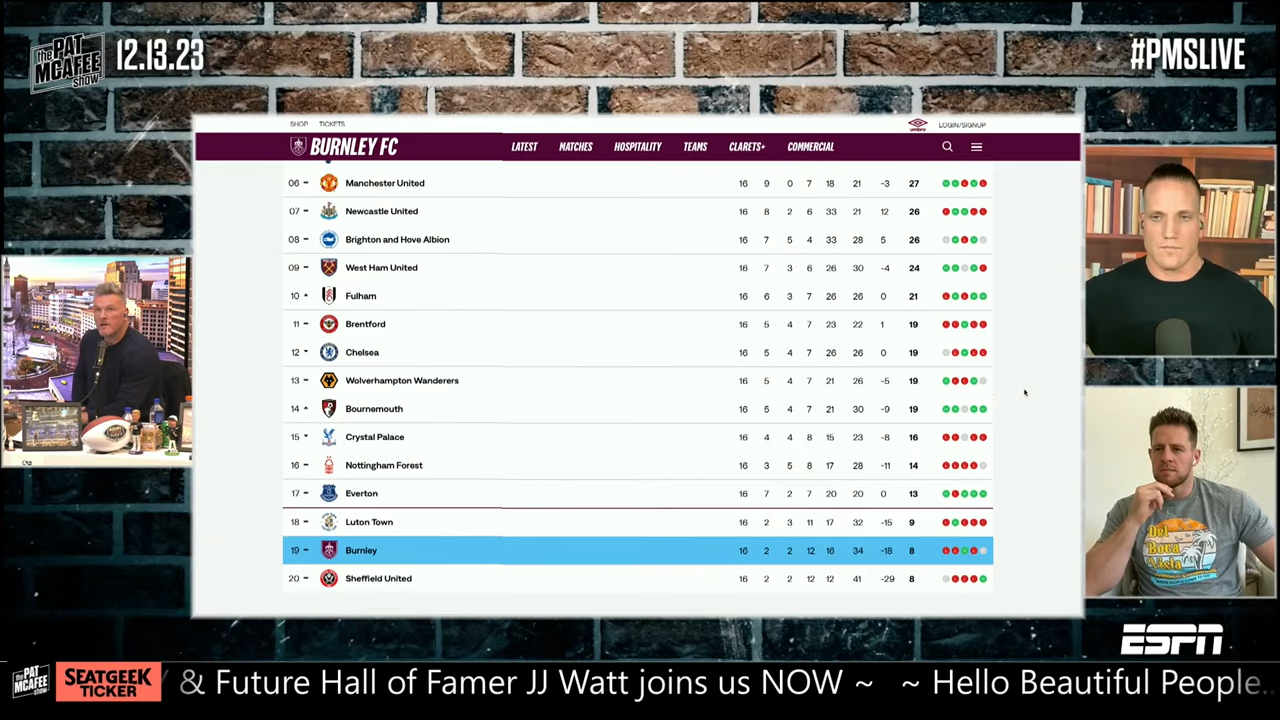 the PAT MCAFEE show
12.13.23
#PMSLIVE
SHOP TICKETS
umbro
LOGIN/SIGNUP
BURNLEY FC
LATEST MATCHES HOSPITALITY TEAMS CLARETS+ COMMERCIAL
06 Manchester United 16 9 0 7 18 21 -3 27
07 Newcastle United 16 8 2 6 33 21 12 26
08 Brighton and Hove Albion 16 7 5 4 33 28 5 26
09 West Ham United 16 7 3 6 26 30 -4 24
10 Fulham 16 6 3 7 26 26 0 21
11 Brentford 16 5 4 7 23 22 1 19
12 Chelsea 16 5 4 7 26 26 0 19
13 Wolverhampton Wanderers 16 5 4 7 21 26 -5 19
14 Bournemouth 16 5 4 7 21 30 -9 19
15 Crystal Palace 16 4 4 8 15 23 -8 16
16 Nottingham Forest 16 3 5 8 17 28 -11 14
17 Everton 16 7 2 7 20 20 0 13
18 Luton Town 16 2 3 11 17 32 -15 9
19 Burnley 16 2 2 12 16 34 -18 8
20 Sheffield United 16 2 2 12 12 41 -29 8
Del
Boca
Vista
ESPN
the PAT MCAFEE show
SEATGEEK
TICKER
& Future Hall of Famer JJ Watt joins us NOW ~ ~ Hello Beautiful People...